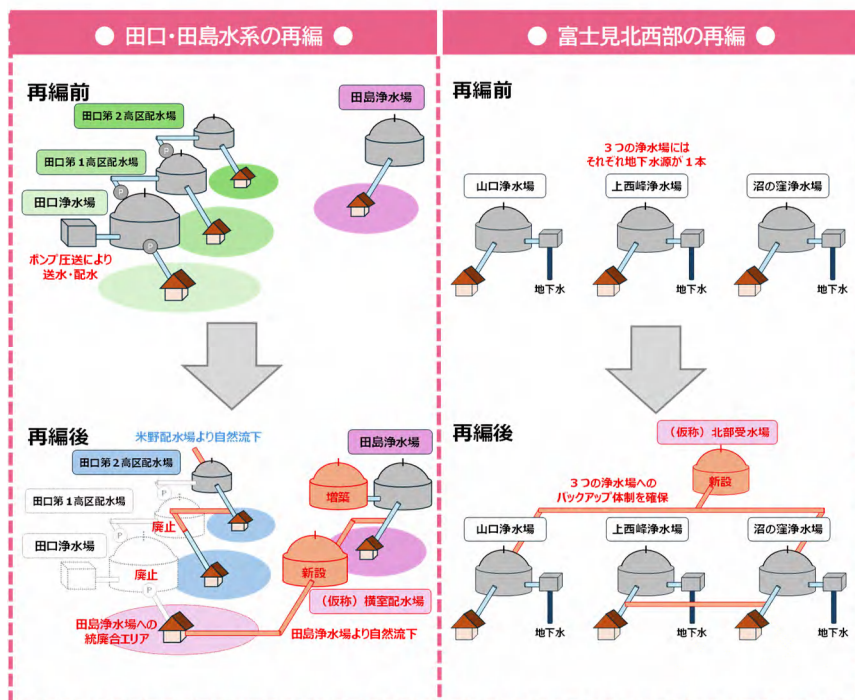 ● 田口・田島水系の再編 ●
再編前
田口第２高区配水場
田口第１高区配水場
田口浄水場
P
P
P
ポンプ圧送により
送水・配水
田島浄水場
再編後
米野配水場より自然流下
田口第２高区配水場
田口第１高区配水場
田口浄水場
P
P
P
廃止
廃止
田島浄水場
増築
新設
（仮称）横室配水場
田島浄水場への
統廃合エリア
田島浄水場より自然流下
● 富士見北西部の再編 ●
再編前
３つの浄水場には
それぞれ地下水源が１本
山口浄水場
上西峰浄水場
沼の窪浄水場
地下水
地下水
地下水
再編後
（仮称）北部受水場
新設
３つの浄水場への
バックアップ体制を確保
山口浄水場
上西峰浄水場
沼の窪浄水場
地下水
地下水
地下水